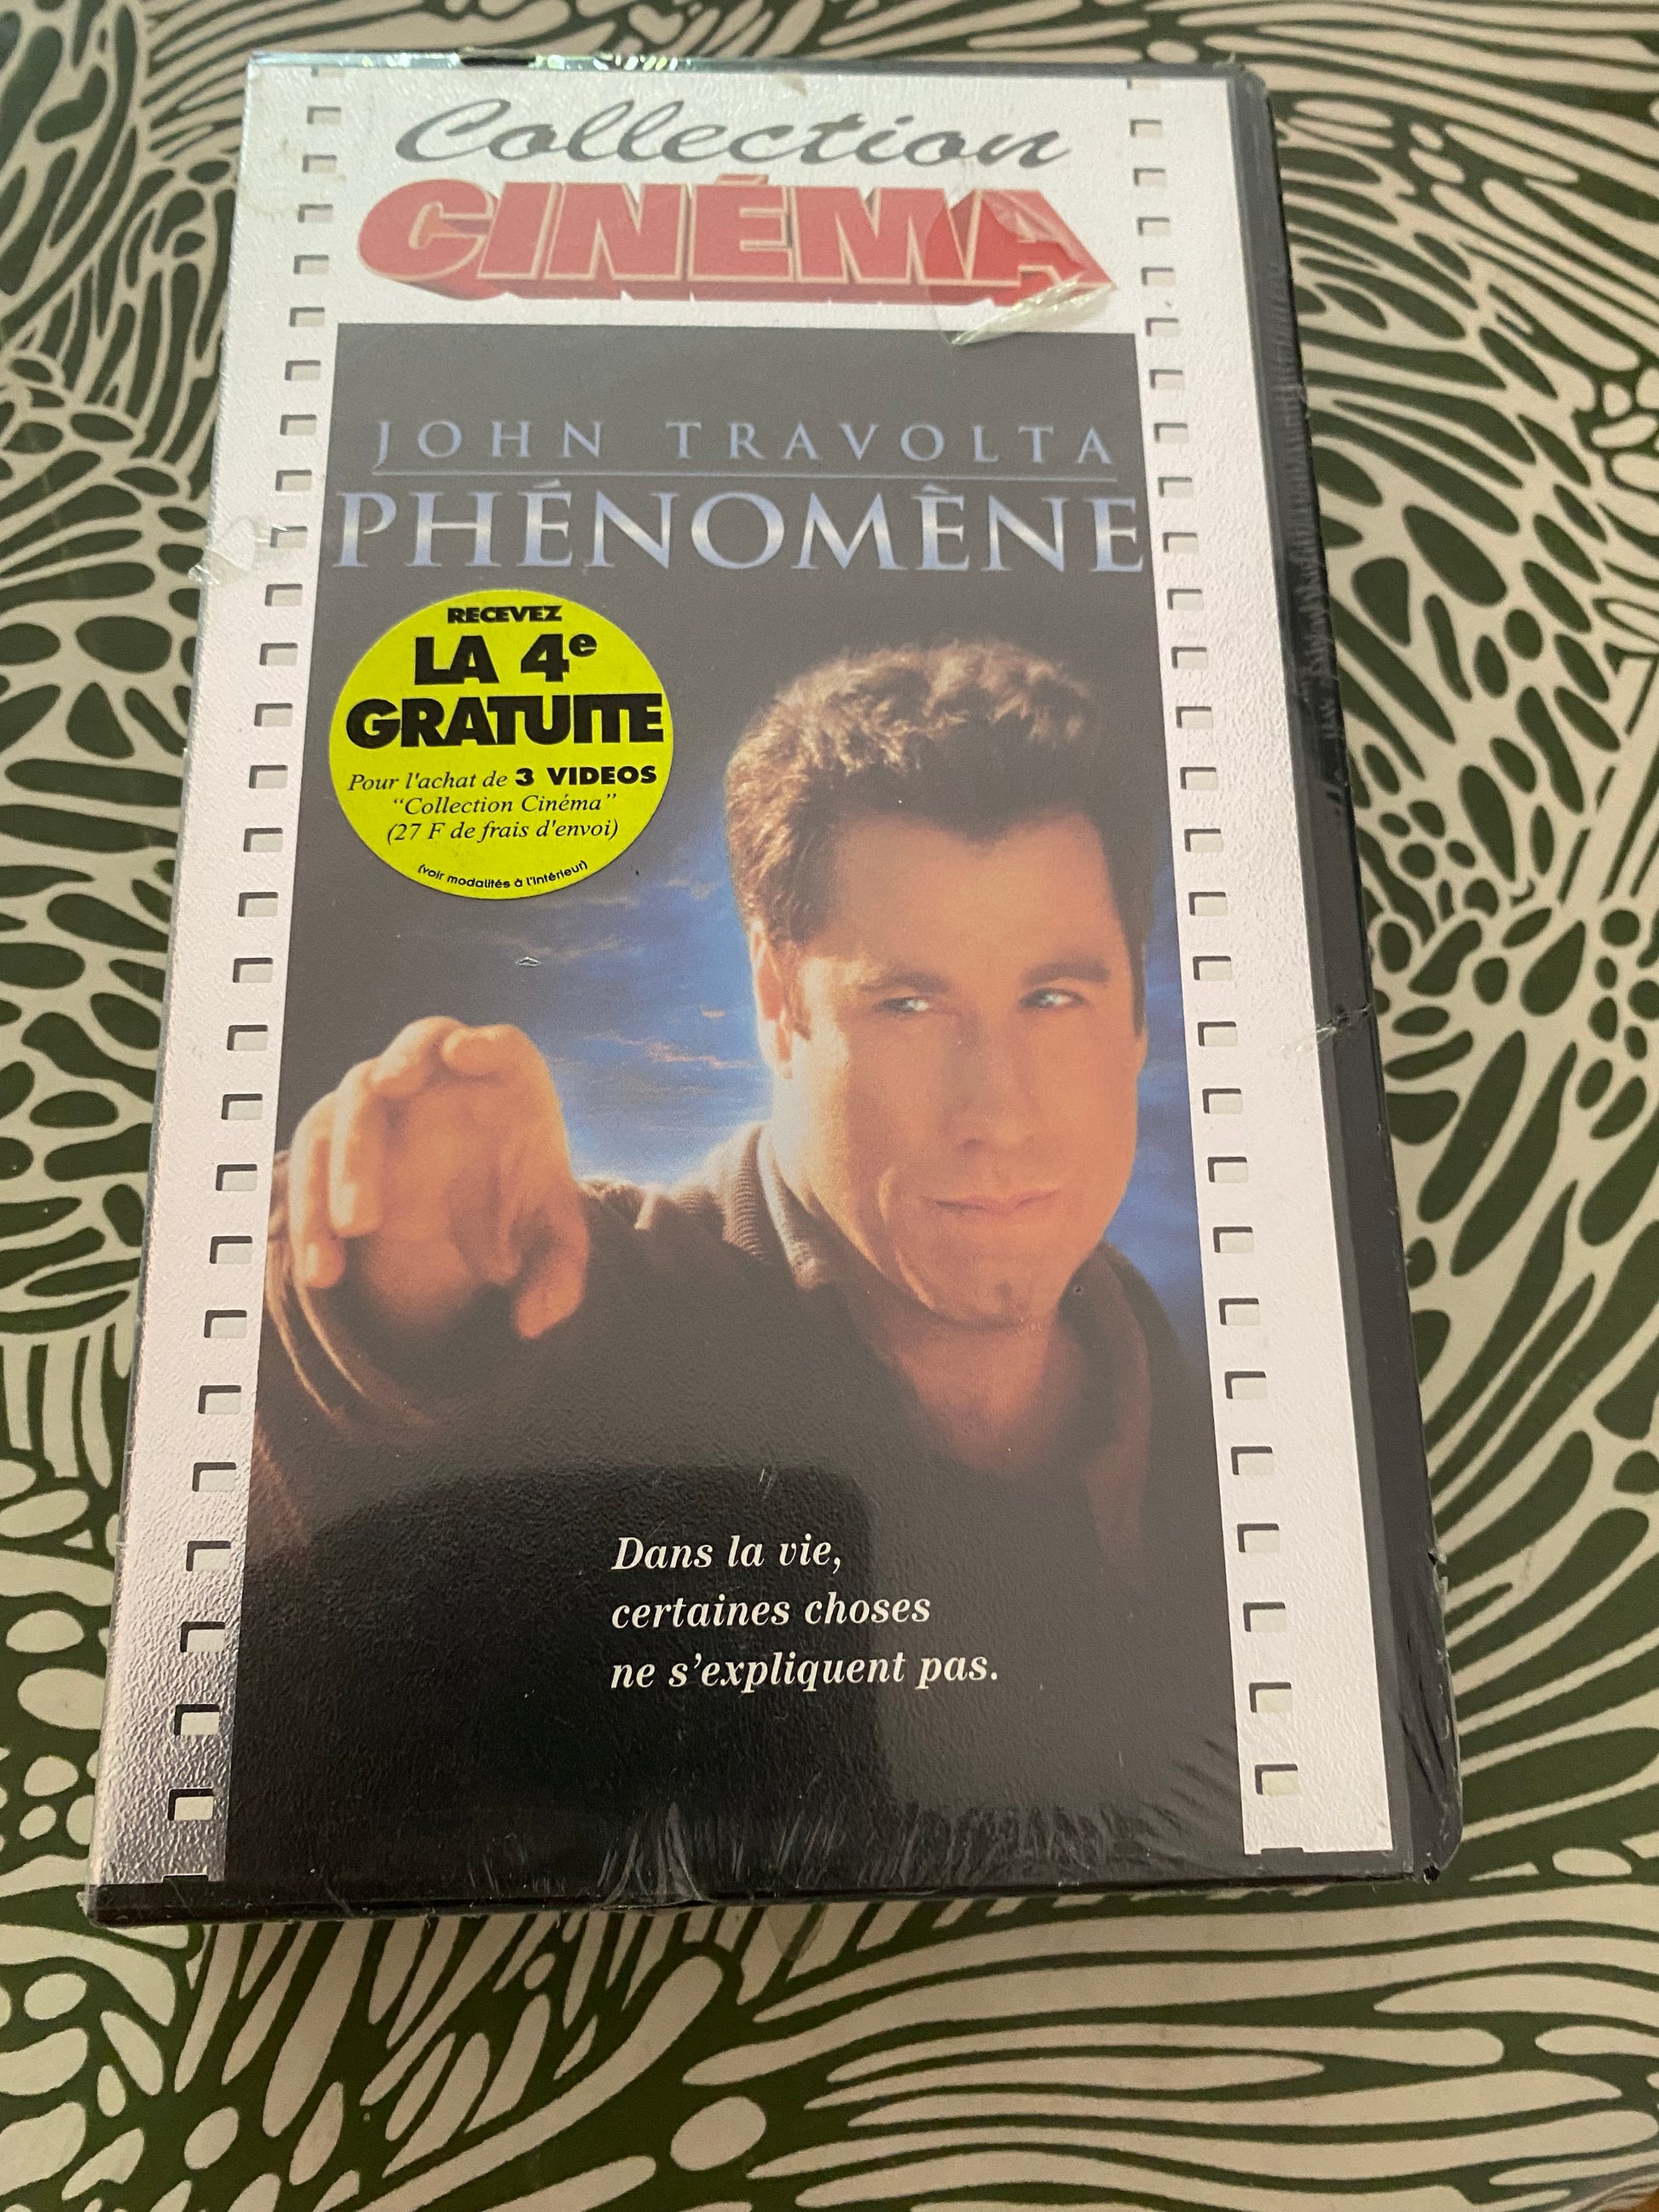 Collection
CINÉMA
JOHN TRAVOLTA
PHÉNOMÈNE
RECEVEZ
LA 4e
GRATUITE
Pour l'achat de 3 VIDEOS
“Collection Cinéma”
(27 F de frais d'envoi)
(voir modalités à l'intérieur)
Dans la vie,
certaines choses
ne s’expliquent pas.